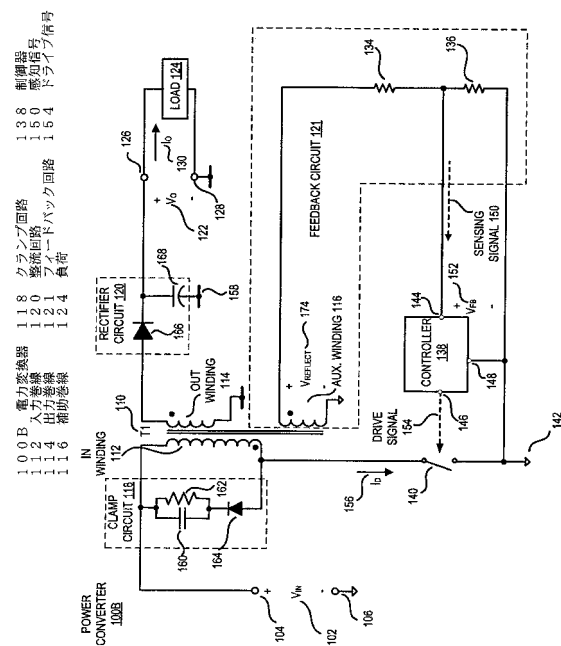 100B 電力変換器
112 入力巻線
114 出力巻線
116 補助巻線
118 クランプ回路
120 整流回路
121 フィードバック回路
124 負荷
138 制御器
150 感知信号
154 ドライブ信号
POWER
CONVERTER
100B
104
+
VIN
102
-
106
CLAMP
CIRCUIT 118
162
160
164
IN
WINDING
112
110
T1
OUT
WINDING
114
RECTIFIER
CIRCUIT 120
166
168
158
126
+
VO
-
122
128
130
IO
LOAD
124
FEEDBACK CIRCUIT 121
134
136
+
VREFLECT
-
174
AUX. WINDING 116
SENSING
SIGNAL 150
152
+
VFB
-
144
CONTROLLER
138
148
146
DRIVE
SIGNAL
154
156
ID
140
142